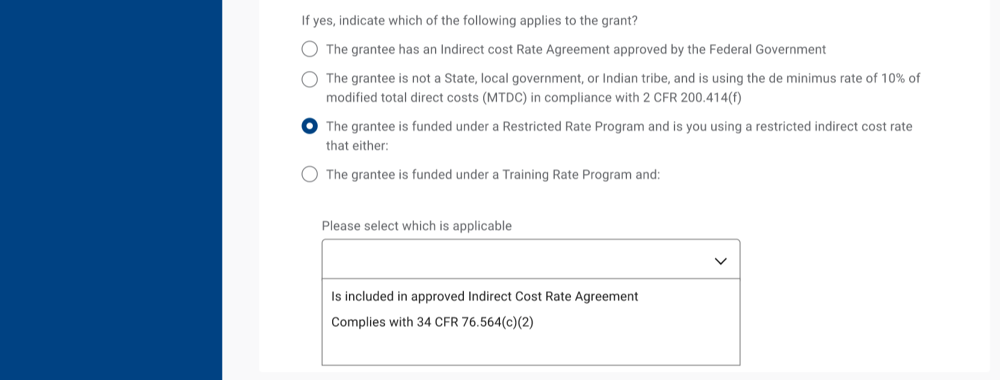 If yes, indicate which of the following applies to the grant?
The grantee has an Indirect cost Rate Agreement approved by the Federal Government
The grantee is not a State, local government, or Indian tribe, and is using the de minimus rate of 10% of
modified total direct costs (MTDC) in compliance with 2 CFR 200.414(f)
The grantee is funded under a Restricted Rate Program and is you using a restricted indirect cost rate
that either:
The grantee is funded under a Training Rate Program and:
Please select which is applicable
Is included in approved Indirect Cost Rate Agreement
Complies with 34 CFR 76.564(c)(2)